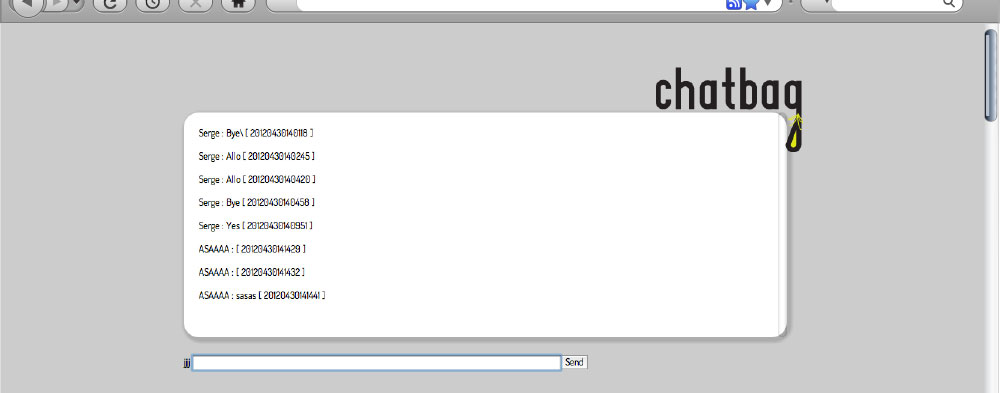 chatbag
Serge : Bye\ [ 20120430140118 ]
Serge : Allo [ 20120430140245 ]
Serge : Allo [ 20120430140420 ]
Serge : Bye [ 20120430140458 ]
Serge : Yes [ 20120430140951 ]
ASAAAA : [ 20120430141429 ]
ASAAAA : [ 20120430141432 ]
ASAAAA : sasas [ 20120430141441 ]
jjj Send